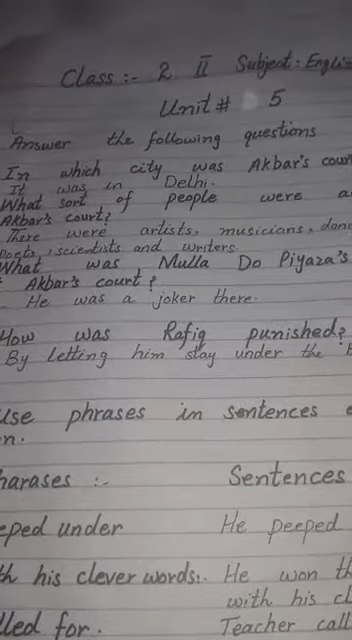 Class :- 2 II Subject: English
Unit # 5
Answer the following questions
In which city was Akbar's court
It was in Delhi.
What sort of people were a
Akbar's court?
There were artists, musicians, danc
Poets, scientists and writers.
What was Mulla Do Piyaza's
Akbar's court?
He was a joker there.
How was Rafiq punished?
By letting him stay under the b
Use phrases in sentences o
n.
harases :- Sentences
eped under He peeped
th his clever words:. He won th
with his cl
lled for. Teacher call